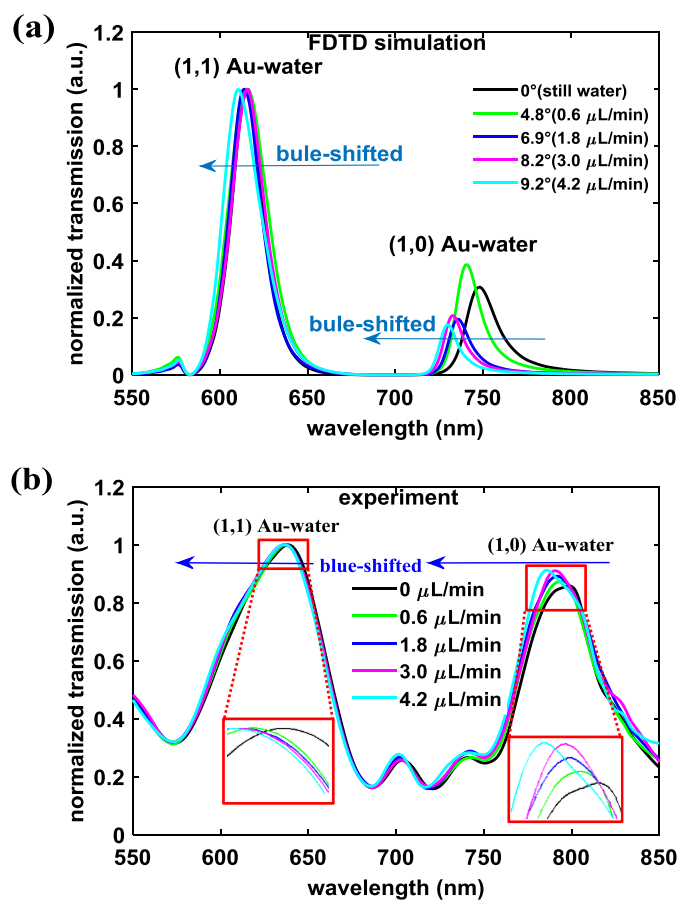 (a)
FDTD simulation
(1,1) Au-water
0°(still water)
4.8°(0.6 μL/min)
6.9°(1.8 μL/min)
8.2°(3.0 μL/min)
9.2°(4.2 μL/min)
bule-shifted
(1,0) Au-water
bule-shifted
normalized transmission (a.u.)
1.2
1
0.8
0.6
0.4
0.2
0
550
600
650
700
750
800
850
wavelength (nm)
(b)
experiment
(1,1) Au-water
(1,0) Au-water
blue-shifted
0 μL/min
0.6 μL/min
1.8 μL/min
3.0 μL/min
4.2 μL/min
normalized transmission (a.u.)
1.2
1
0.8
0.6
0.4
0.2
0
550
600
650
700
750
800
850
wavelength (nm)